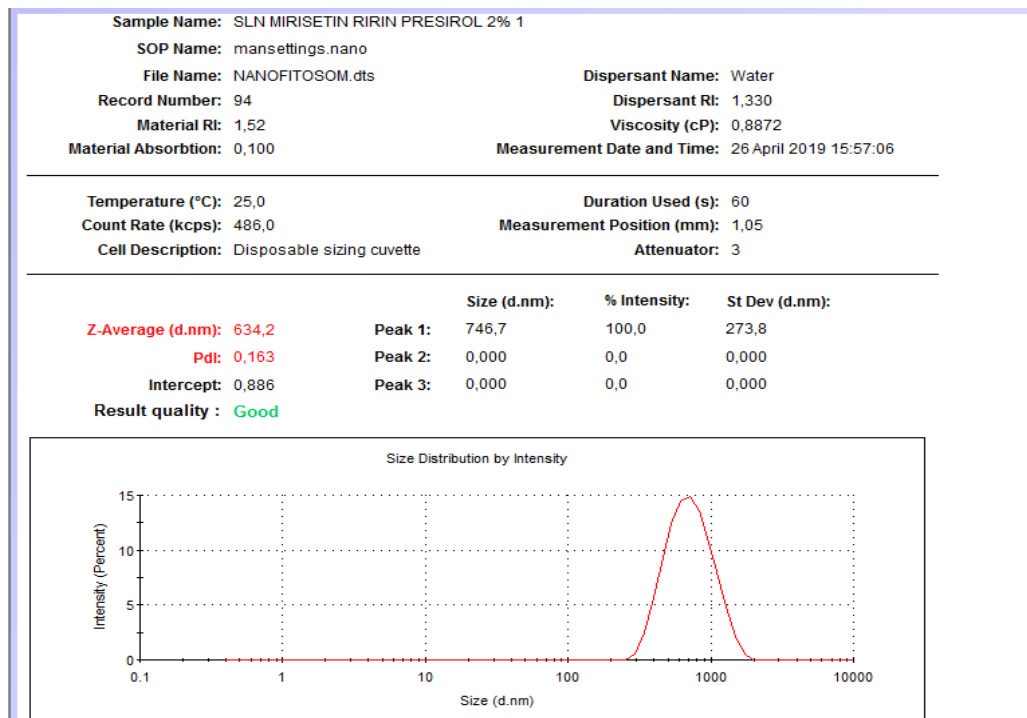 Sample Name: SLN MIRISETIN RIRIN PRESIROL 2% 1
SOP Name: mansettings.nano
File Name: NANOFITOSOM.dts Dispersant Name: Water
Record Number: 94 Dispersant RI: 1,330
Material RI: 1,52 Viscosity (cP): 0,8872
Material Absorbtion: 0,100 Measurement Date and Time: 26 April 2019 15:57:06
Temperature (°C): 25,0 Duration Used (s): 60
Count Rate (kcps): 486,0 Measurement Position (mm): 1,05
Cell Description: Disposable sizing cuvette Attenuator: 3
Size (d.nm): % Intensity: St Dev (d.nm):
Z-Average (d.nm): 634,2 Peak 1: 746,7 100,0 273,8
PdI: 0,163 Peak 2: 0,000 0,0 0,000
Intercept: 0,886 Peak 3: 0,000 0,0 0,000
Result quality : Good
Size Distribution by Intensity
Intensity (Percent)
15
10
5
0
0.1 1 10 100 1000 10000
Size (d.nm)